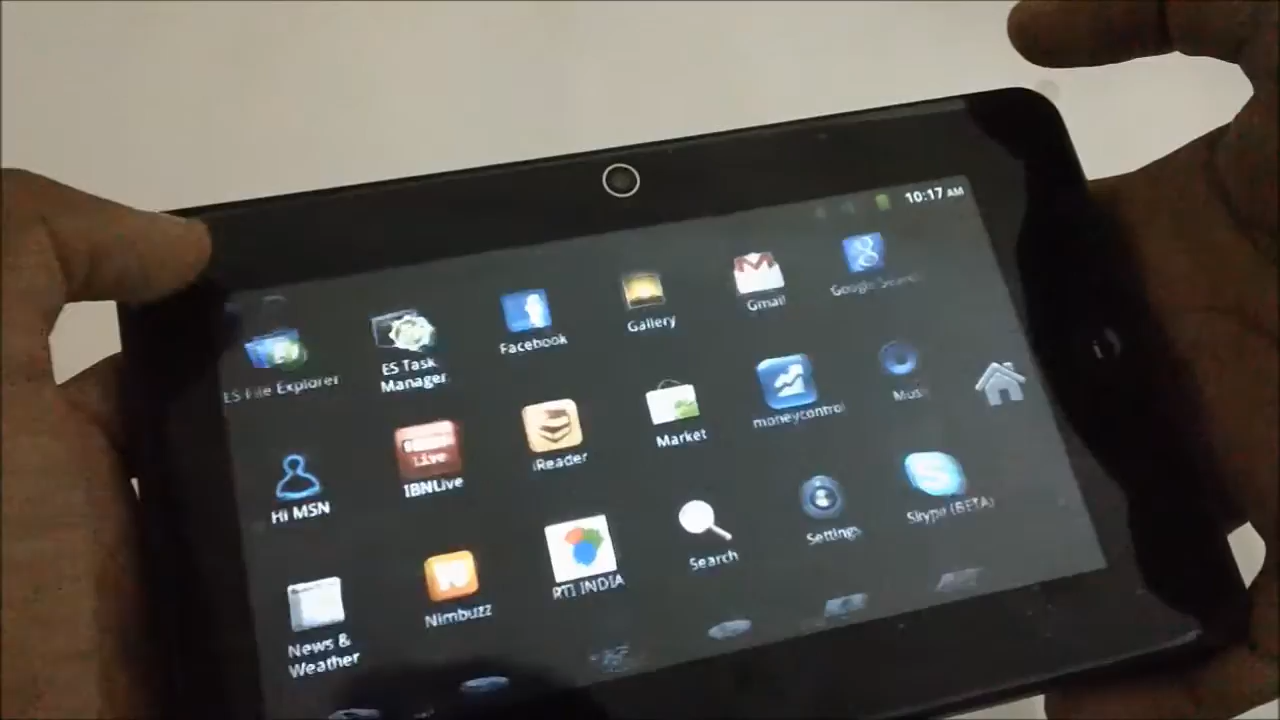 10:17 AM
ES File Explorer
ES Task
Manager
Facebook
Gallery
Gmail
Google Search
Hi MSN
IBNLive
iReader
Market
moneycontrol
Music
News &
Weather
Nimbuzz
RTI INDIA
Search
Settings
Skype (BETA)